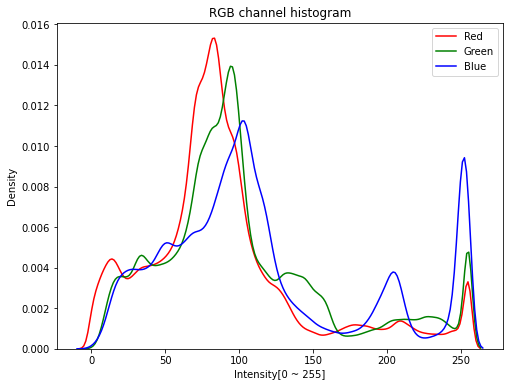 RGB channel histogram
Red
Green
Blue
Density
0.016
0.014
0.012
0.010
0.008
0.006
0.004
0.002
0.000
0 50 100 150 200 250
Intensity[0 ~ 255]